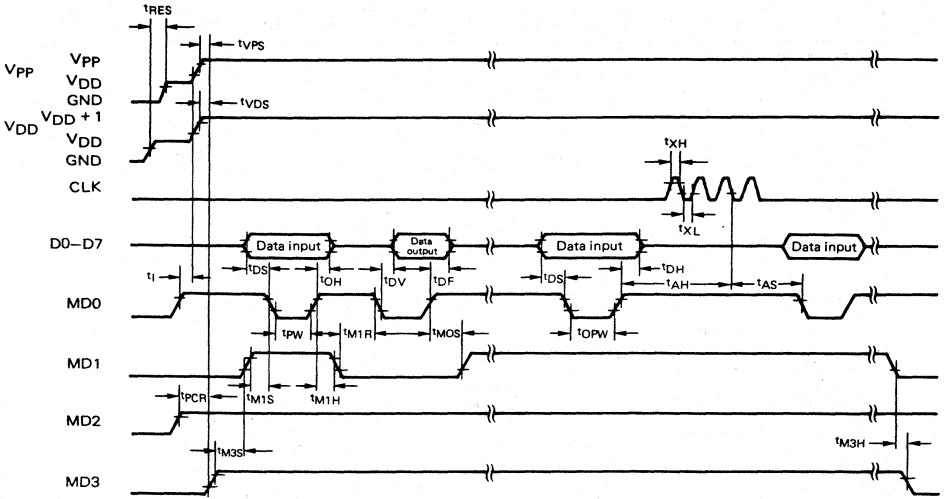 tRES
tVPS
VPP VPP
VDD
GND
tVDS
VDD VDD + 1
VDD
GND
tXH
CLK
tXL
D0–D7 Data input Data output Data input Data input
tI tDS tOH tDV tDF tDS tDH tAH tAS
MD0
tPW tM1R tMOS tOPW
MD1
tM1S tM1H
tPCR
MD2
tM3S tM3H
MD3